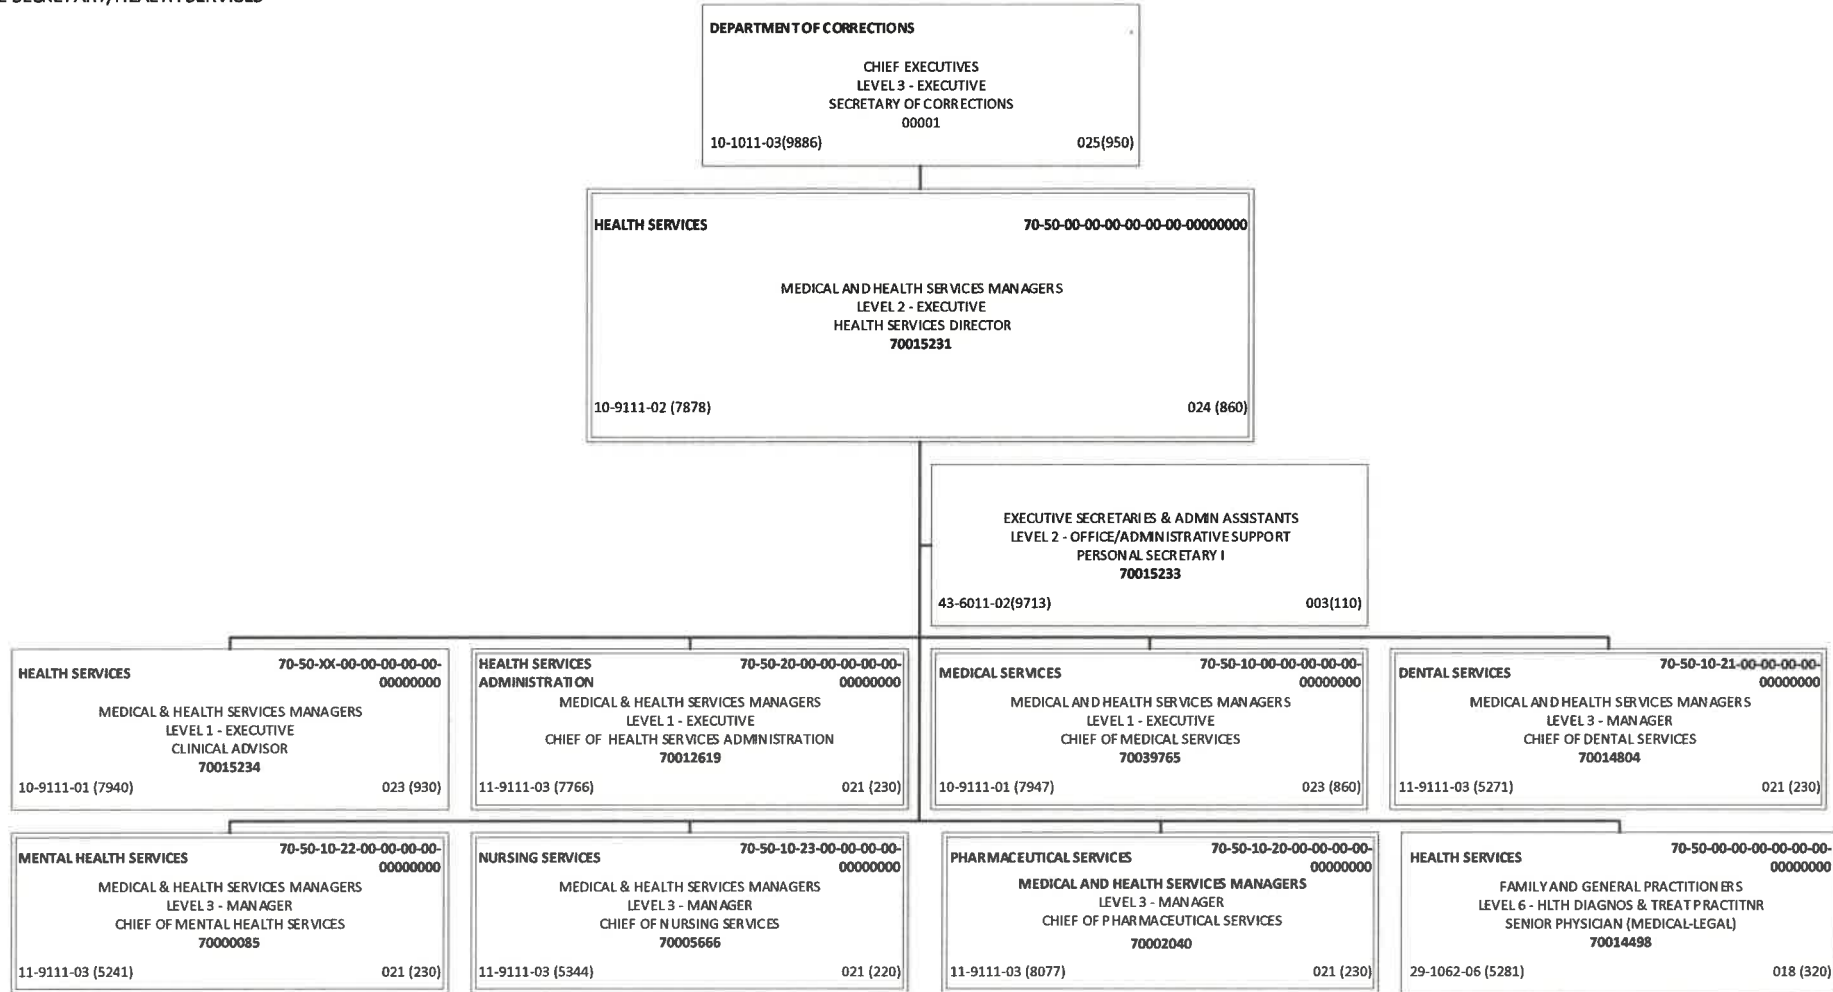 DEPARTMENT OF CORRECTIONS
CHIEF EXECUTIVES
LEVEL 3 - EXECUTIVE
SECRETARY OF CORRECTIONS
00001
10-1011-03(9886) 025(950)
HEALTH SERVICES 70-50-00-00-00-00-00-00-00000000
MEDICAL AND HEALTH SERVICES MANAGERS
LEVEL 2 - EXECUTIVE
HEALTH SERVICES DIRECTOR
70015231
10-9111-02 (7878) 024 (860)
EXECUTIVE SECRETARIES & ADMIN ASSISTANTS
LEVEL 2 - OFFICE/ADMINISTRATIVE SUPPORT
PERSONAL SECRETARY I
70015233
43-6011-02(9713) 003(110)
HEALTH SERVICES 70-50-XX-00-00-00-00-00-
00000000
MEDICAL & HEALTH SERVICES MANAGERS
LEVEL 1 - EXECUTIVE
CLINICAL ADVISOR
70015234
10-9111-01 (7940) 023 (930)
HEALTH SERVICES 70-50-20-00-00-00-00-00-
ADMINISTRATION 00000000
MEDICAL & HEALTH SERVICES MANAGERS
LEVEL 1 - EXECUTIVE
CHIEF OF HEALTH SERVICES ADMINISTRATION
70012619
11-9111-03 (7766) 021 (230)
MEDICAL SERVICES 70-50-10-00-00-00-00-00-
00000000
MEDICAL AND HEALTH SERVICES MANAGERS
LEVEL 1 - EXECUTIVE
CHIEF OF MEDICAL SERVICES
70039765
10-9111-01 (7947) 023 (860)
DENTAL SERVICES 70-50-10-21-00-00-00-00-
00000000
MEDICAL AND HEALTH SERVICES MANAGERS
LEVEL 3 - MANAGER
CHIEF OF DENTAL SERVICES
70014804
11-9111-03 (5271) 021 (230)
MENTAL HEALTH SERVICES 70-50-10-22-00-00-00-00-
00000000
MEDICAL & HEALTH SERVICES MANAGERS
LEVEL 3 - MANAGER
CHIEF OF MENTAL HEALTH SERVICES
70000085
11-9111-03 (5241) 021 (230)
NURSING SERVICES 70-50-10-23-00-00-00-00-
00000000
MEDICAL & HEALTH SERVICES MANAGERS
LEVEL 3 - MANAGER
CHIEF OF NURSING SERVICES
70005666
11-9111-03 (5344) 021 (220)
PHARMACEUTICAL SERVICES 70-50-10-20-00-00-00-00-
00000000
MEDICAL AND HEALTH SERVICES MANAGERS
LEVEL 3 - MANAGER
CHIEF OF PHARMACEUTICAL SERVICES
70002040
11-9111-03 (8077) 021 (230)
HEALTH SERVICES 70-50-00-00-00-00-00-00-
00000000
FAMILY AND GENERAL PRACTITIONERS
LEVEL 6 - HLTH DIAGNOS & TREAT PRACTITNR
SENIOR PHYSICIAN (MEDICAL-LEGAL)
70014498
29-1062-06 (5281) 018 (320)